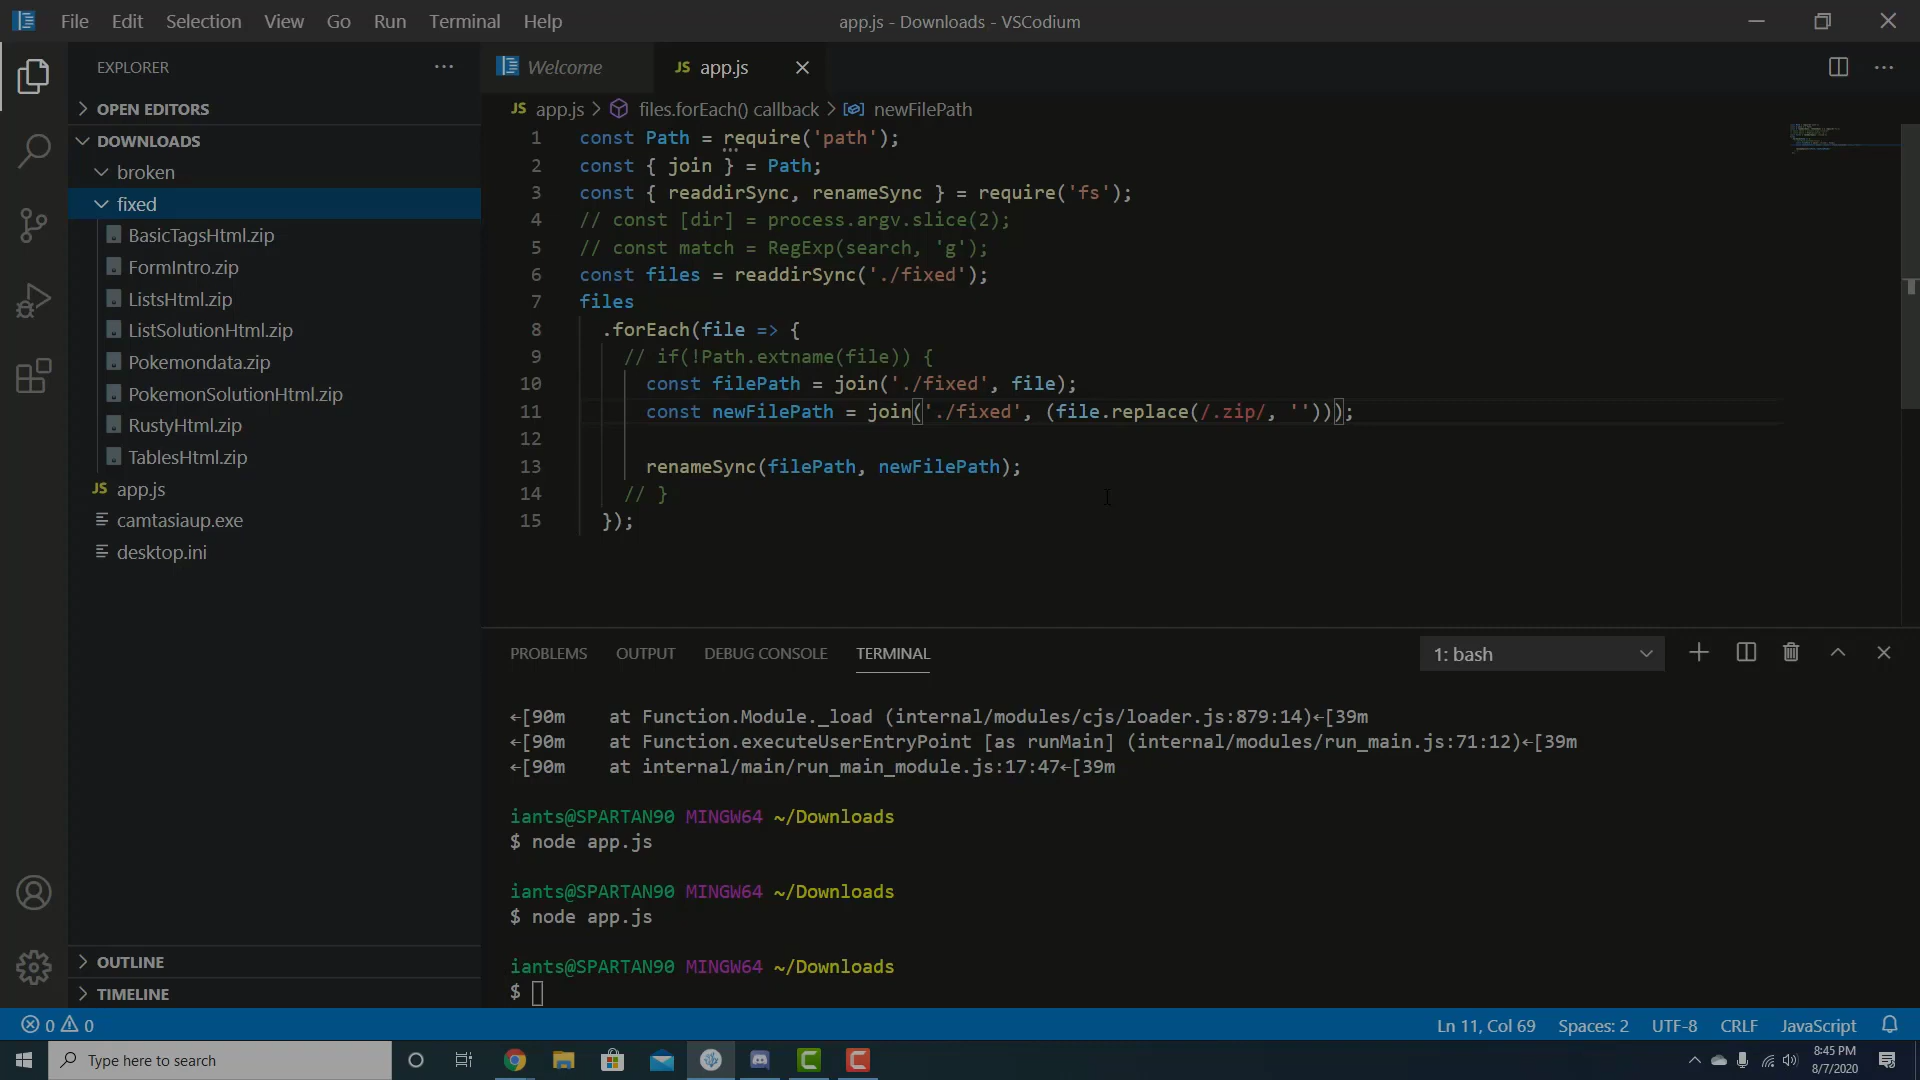 File Edit Selection View Go Run Terminal Help
app.js - Downloads - VSCodium
EXPLORER
OPEN EDITORS
DOWNLOADS
broken
fixed
BasicTagsHtml.zip
FormIntro.zip
ListsHtml.zip
ListSolutionHtml.zip
Pokemondata.zip
PokemonSolutionHtml.zip
RustyHtml.zip
TablesHtml.zip
JS app.js
camtasiaup.exe
desktop.ini
OUTLINE
TIMELINE
Welcome
JS app.js
JS app.js > files.forEach() callback > newFilePath
1 const Path = require('path');
2 const { join } = Path;
3 const { readdirSync, renameSync } = require('fs');
4 // const [dir] = process.argv.slice(2);
5 // const match = RegExp(search, 'g');
6 const files = readdirSync('./fixed');
7 files
8 .forEach(file => {
9 // if(!Path.extname(file)) {
10 const filePath = join('./fixed', file);
11 const newFilePath = join('./fixed', (file.replace(/.zip/, '')));
12
13 renameSync(filePath, newFilePath);
14 // }
15 });
PROBLEMS OUTPUT DEBUG CONSOLE TERMINAL
1: bash
←[90m    at Function.Module._load (internal/modules/cjs/loader.js:879:14)←[39m
←[90m    at Function.executeUserEntryPoint [as runMain] (internal/modules/run_main.js:71:12)←[39m
←[90m    at internal/main/run_main_module.js:17:47←[39m
iants@SPARTAN90 MINGW64 ~/Downloads
$ node app.js
iants@SPARTAN90 MINGW64 ~/Downloads
$ node app.js
iants@SPARTAN90 MINGW64 ~/Downloads
$
0 0
Ln 11, Col 69 Spaces: 2 UTF-8 CRLF JavaScript
Type here to search
8:45 PM
8/7/2020